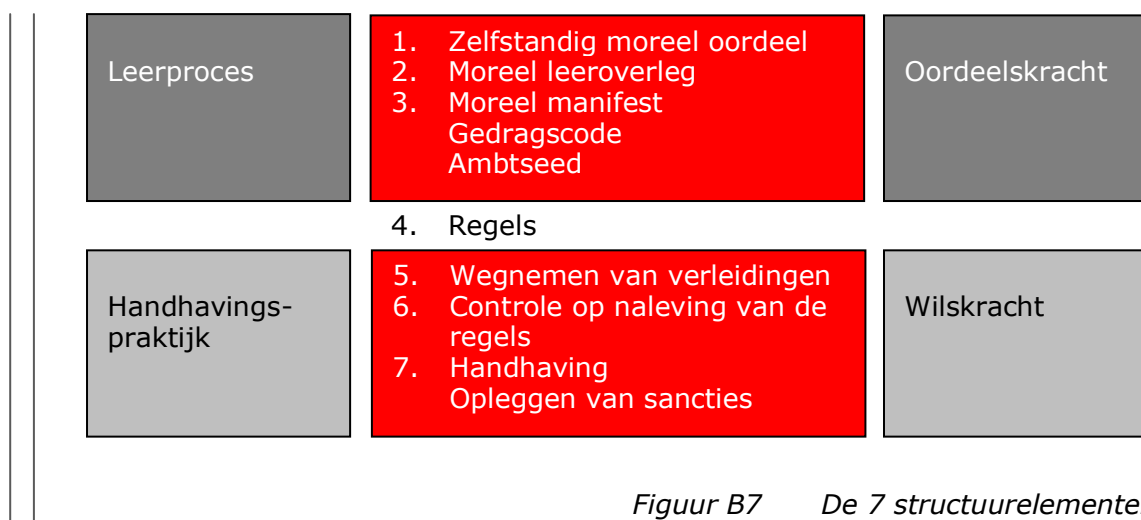 Leerproces
1. Zelfstandig moreel oordeel
2. Moreel leeroverleg
3. Moreel manifest
Gedragscode
Ambtseed
Oordeelskracht
4. Regels
Handhavings-
praktijk
5. Wegnemen van verleidingen
6. Controle op naleving van de
regels
7. Handhaving
Opleggen van sancties
Wilskracht
Figuur B7 De 7 structuurelemente